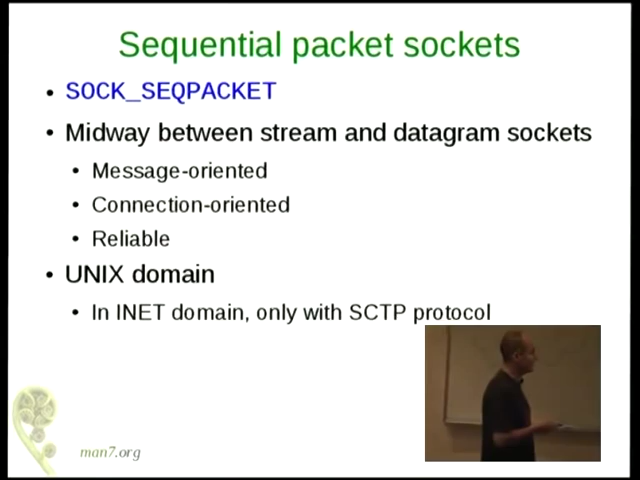 Sequential packet sockets
• SOCK_SEQPACKET
• Midway between stream and datagram sockets
• Message-oriented
• Connection-oriented
• Reliable
• UNIX domain
• In INET domain, only with SCTP protocol
man7.org